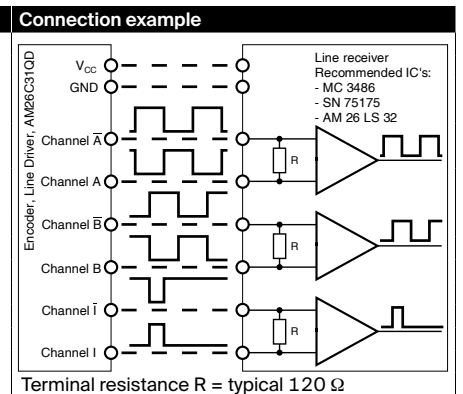 Connection example
Encoder, Line Driver, AM26C31QD
V_CC
GND
Channel A̅
Channel A
Channel B̅
Channel B
Channel I̅
Channel I
Line receiver
Recommended IC's:
- MC 3486
- SN 75175
- AM 26 LS 32
R
R
R
Terminal resistance R = typical 120 Ω